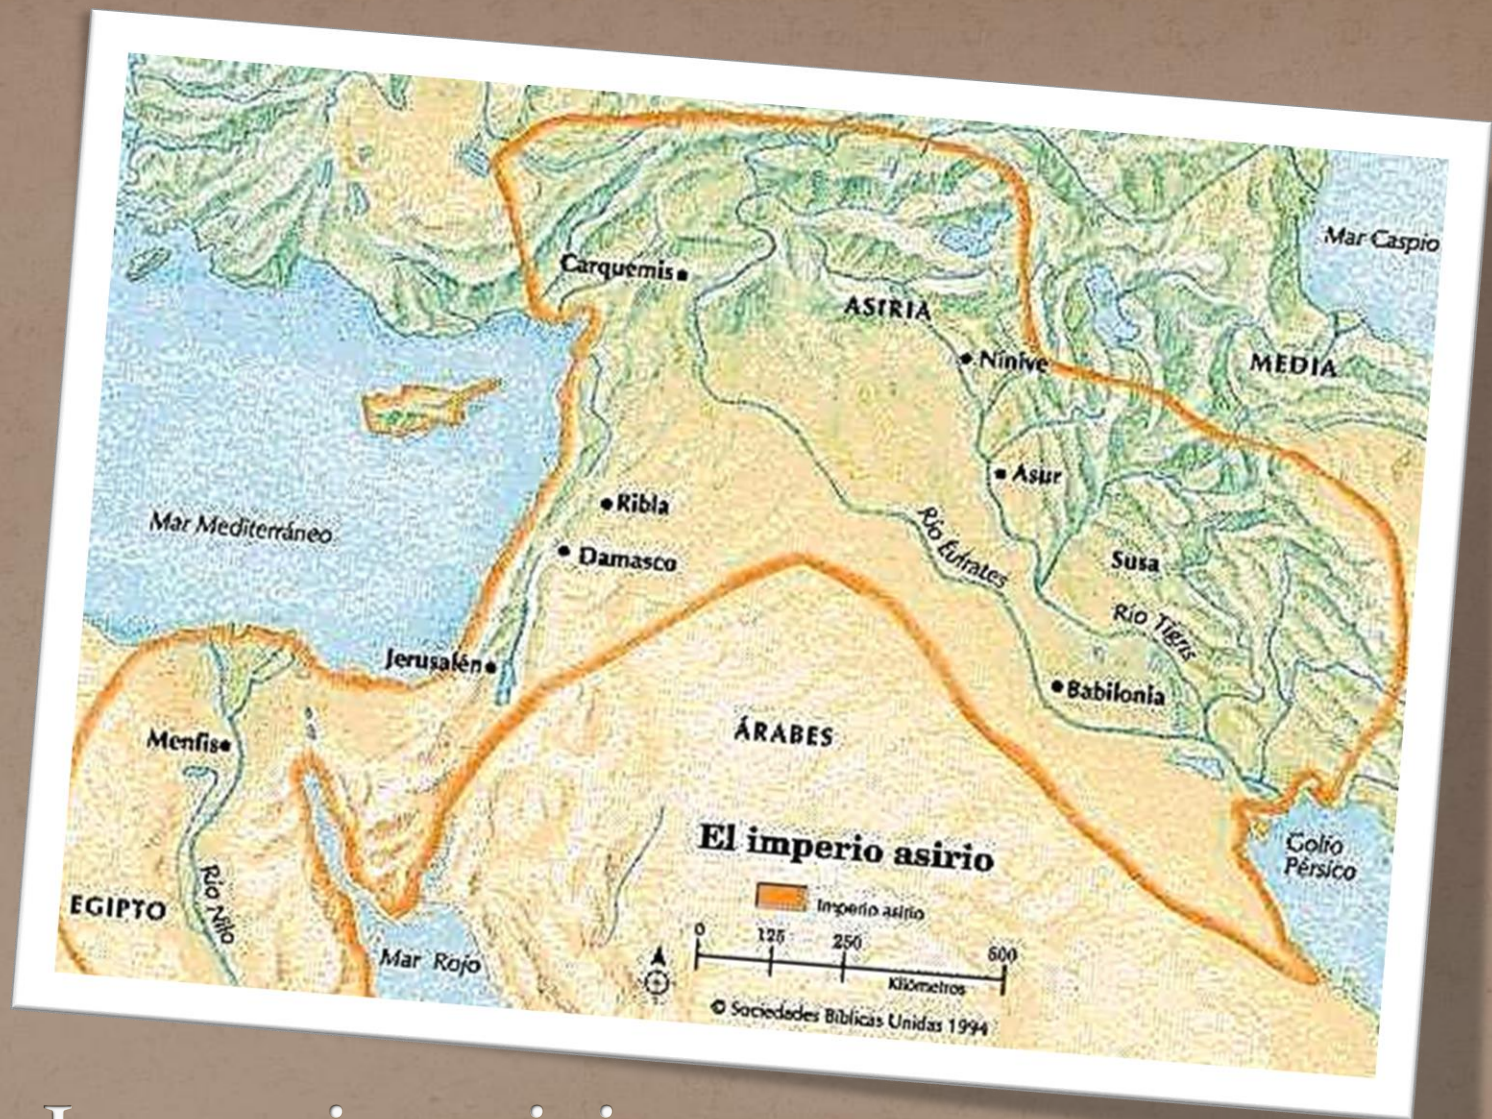 Mar Caspio
Carquemis
ASIRIA
Nínive
MEDIA
Asur
Ribla
Mar Mediterráneo
Río Eufrates
Damasco
Susa
Río Tigris
Jerusalén
Babilonia
Menfis
ÁRABES
El imperio asirio
Golfo
Pérsico
Imperio asirio
Río Nilo
EGIPTO
0 125 250 500
Kilómetros
Mar Rojo
© Sociedades Bíblicas Unidas 1994